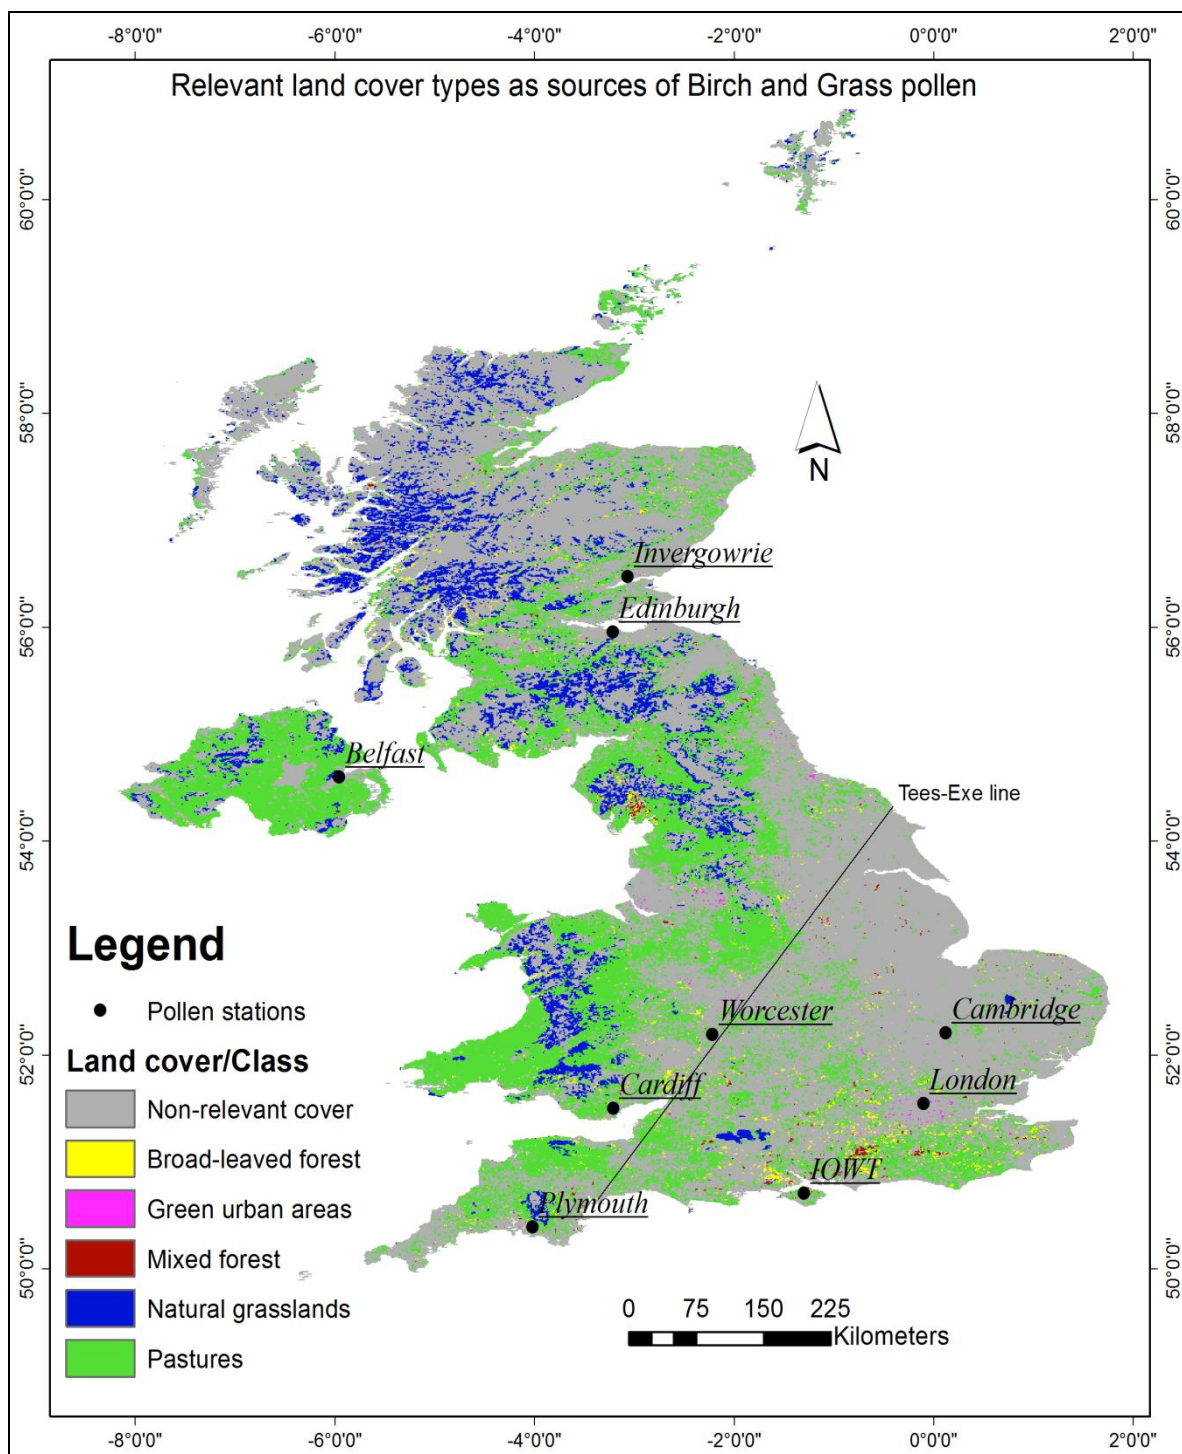 -8°0'0" -6°0'0" -4°0'0" -2°0'0" 0°0'0" 2°0'0"
Relevant land cover types as sources of Birch and Grass pollen
60°0'0" 60°0'0"
58°0'0" 58°0'0"
N
Invergowrie
Edinburgh
56°0'0" 56°0'0"
Belfast
Tees-Exe line
54°0'0" 54°0'0"
Legend
Pollen stations
Worcester
Cambridge
52°0'0" 52°0'0"
Land cover/Class
Cardiff
London
Non-relevant cover
Broad-leaved forest
IOWT
Plymouth
Green urban areas
Mixed forest
50°0'0" 50°0'0"
Natural grasslands
0 75 150 225
Kilometers
Pastures
-8°0'0" -6°0'0" -4°0'0" -2°0'0" 0°0'0" 2°0'0"